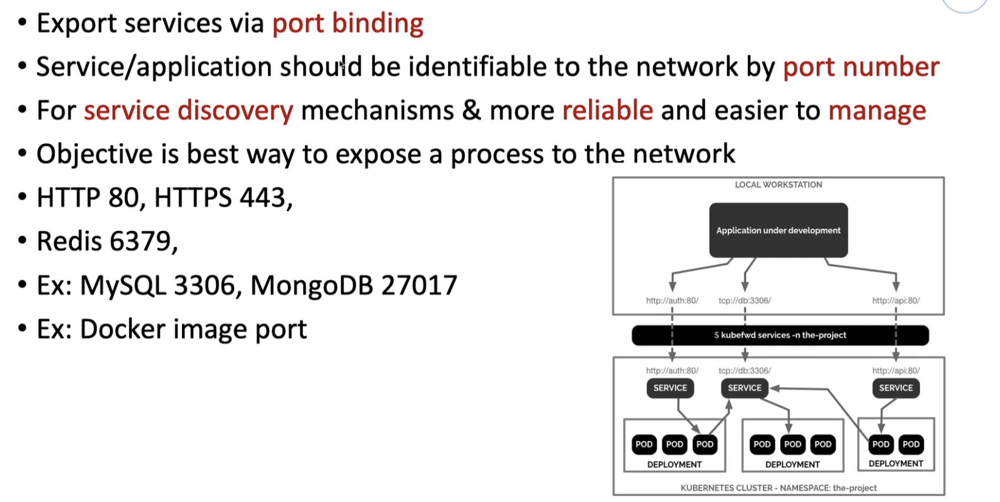 • Export services via port binding
• Service/application should be identifiable to the network by port number
• For service discovery mechanisms & more reliable and easier to manage
• Objective is best way to expose a process to the network
• HTTP 80, HTTPS 443,
• Redis 6379,
• Ex: MySQL 3306, MongoDB 27017
• Ex: Docker image port
LOCAL WORKSTATION
Application under development
http://auth:80/ tcp://db:3306/ http://api:80/
$ kubefwd services -n the-project
http://auth:80/ tcp://db:3306/ http://api:80/
SERVICE SERVICE SERVICE
POD POD POD POD POD POD POD POD
DEPLOYMENT DEPLOYMENT DEPLOYMENT
KUBERNETES CLUSTER - NAMESPACE: the-project